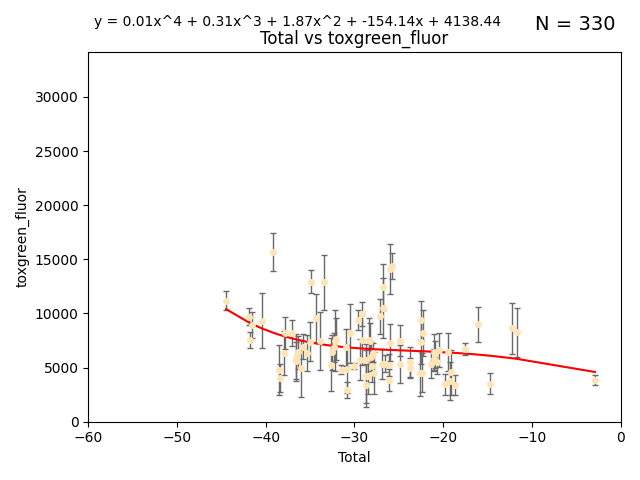 y = 0.01x^4 + 0.31x^3 + 1.87x^2 + -154.14x + 4138.44
N = 330
Total vs toxgreen_fluor
30000
25000
20000
15000
10000
5000
0
toxgreen_fluor
−60
−50
−40
−30
−20
−10
0
Total